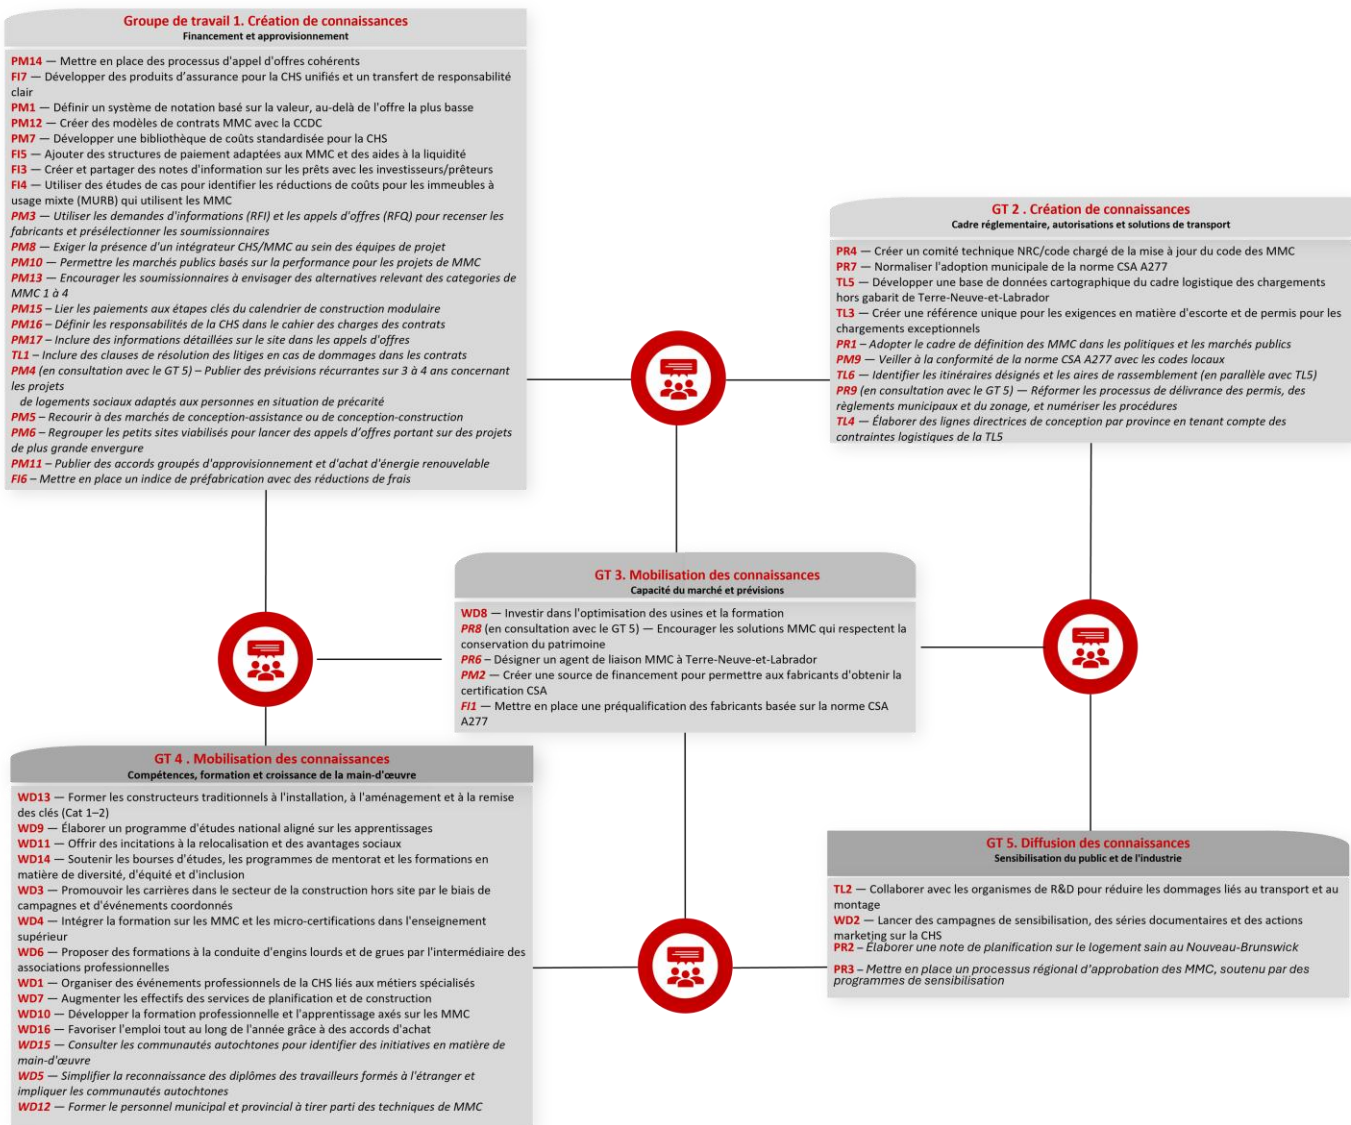 Groupe de travail 1. Création de connaissances
Financement et approvisionnement
PM14 — Mettre en place des processus d'appel d'offres cohérents
FI7 — Développer des produits d'assurance pour la CHS unifiés et un transfert de responsabilité
clair
PM1 — Définir un système de notation basé sur la valeur, au-delà de l'offre la plus basse
PM12 — Créer des modèles de contrats MMC avec la CCDC
PM7 — Développer une bibliothèque de coûts standardisée pour la CHS
FI5 — Ajouter des structures de paiement adaptées aux MMC et des aides à la liquidité
FI3 — Créer et partager des notes d'information sur les prêts avec les investisseurs/prêteurs
FI4 — Utiliser des études de cas pour identifier les réductions de coûts pour les immeubles à
usage mixte (MURB) qui utilisent les MMC
PM3 – Utiliser les demandes d'informations (RFI) et les appels d'offres (RFQ) pour recenser les
fabricants et présélectionner les soumissionnaires
PM8 – Exiger la présence d'un intégrateur CHS/MMC au sein des équipes de projet
PM10 – Permettre les marchés publics basés sur la performance pour les projets de MMC
PM13 – Encourager les soumissionnaires à envisager des alternatives relevant des categories de
MMC 1 à 4
PM15 – Lier les paiements aux étapes clés du calendrier de construction modulaire
PM16 – Définir les responsabilités de la CHS dans le cahier des charges des contrats
PM17 – Inclure des informations détaillées sur le site dans les appels d'offres
TL1 – Inclure des clauses de résolution des litiges en cas de dommages dans les contrats
PM4 (en consultation avec le GT 5) – Publier des prévisions récurrantes sur 3 à 4 ans concernant
les projets
de logements sociaux adaptés aux personnes en situation de précarité
PM5 – Recourir à des marchés de conception-assistance ou de conception-construction
PM6 – Regrouper les petits sites viabilisés pour lancer des appels d'offres portant sur des projets
de plus grande envergure
PM11 – Publier des accords groupés d'approvisionnement et d'achat d'énergie renouvelable
FI6 – Mettre en place un indice de préfabrication avec des réductions de frais
GT 2 . Création de connaissances
Cadre réglementaire, autorisations et solutions de transport
PR4 — Créer un comité technique NRC/code chargé de la mise à jour du code des MMC
PR7 — Normaliser l'adoption municipale de la norme CSA A277
TL5 — Développer une base de données cartographique du cadre logistique des chargements
hors gabarit de Terre-Neuve-et-Labrador
TL3 — Créer une référence unique pour les exigences en matière d'escorte et de permis pour les
chargements exceptionnels
PR1 – Adopter le cadre de définition des MMC dans les politiques et les marchés publics
PM9 — Veiller à la conformité de la norme CSA A277 avec les codes locaux
TL6 – Identifier les itinéraires désignés et les aires de rassemblement (en parallèle avec TL5)
PR9 (en consultation avec le GT 5) — Réformer les processus de délivrance des permis, des
règlements municipaux et du zonage, et numériser les procédures
TL4 — Élaborer des lignes directrices de conception par province en tenant compte des
contraintes logistiques de la TL5
GT 3. Mobilisation des connaissances
Capacité du marché et prévisions
WD8 — Investir dans l'optimisation des usines et la formation
PR8 (en consultation avec le GT 5) — Encourager les solutions MMC qui respectent la
conservation du patrimoine
PR6 – Désigner un agent de liaison MMC à Terre-Neuve-et-Labrador
PM2 — Créer une source de financement pour permettre aux fabricants d'obtenir la
certification CSA
FI1 — Mettre en place une préqualification des fabricants basée sur la norme CSA
A277
GT 4 . Mobilisation des connaissances
Compétences, formation et croissance de la main-d'œuvre
WD13 — Former les constructeurs traditionnels à l'installation, à l'aménagement et à la remise
des clés (Cat 1–2)
WD9 — Élaborer un programme d'études national aligné sur les apprentissages
WD11 — Offrir des incitations à la relocalisation et des avantages sociaux
WD14 — Soutenir les bourses d'études, les programmes de mentorat et les formations en
matière de diversité, d'équité et d'inclusion
WD3 — Promouvoir les carrières dans le secteur de la construction hors site par le biais de
campagnes et d'événements coordonnés
WD4 — Intégrer la formation sur les MMC et les micro-certifications dans l'enseignement
supérieur
WD6 — Proposer des formations à la conduite d'engins lourds et de grues par l'intermédiaire des
associations professionnelles
WD1 — Organiser des événements professionnels de la CHS liés aux métiers spécialisés
WD7 — Augmenter les effectifs des services de planification et de construction
WD10 — Développer la formation professionnelle et l'apprentissage axés sur les MMC
WD16 — Favoriser l'emploi tout au long de l'année grâce à des accords d'achat
WD15 — Consulter les communautés autochtones pour identifier des initiatives en matière de
main-d'œuvre
WD5 — Simplifier la reconnaissance des diplômes des travailleurs formés à l'étranger et
impliquer les communautés autochtones
WD12 — Former le personnel municipal et provincial à tirer parti des techniques de MMC
GT 5. Diffusion des connaissances
Sensibilisation du public et de l'industrie
TL2 — Collaborer avec les organismes de R&D pour réduire les dommages liés au transport et au
montage
WD2 — Lancer des campagnes de sensibilisation, des séries documentaires et des actions
marketing sur la CHS
PR2 – Élaborer une note de planification sur le logement sain au Nouveau-Brunswick
PR3 – Mettre en place un processus régional d'approbation des MMC, soutenu par des
programmes de sensibilisation